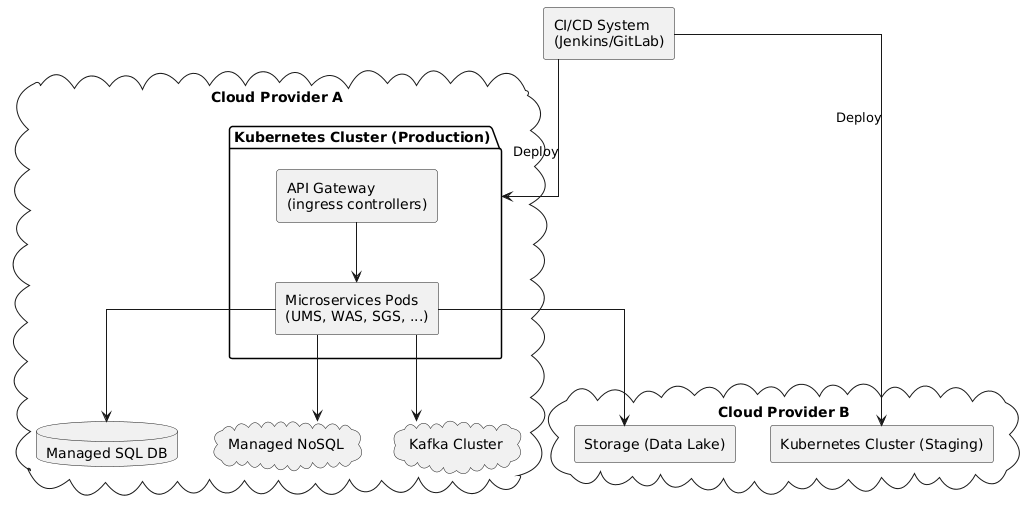 CI/CD System
(Jenkins/GitLab)
Cloud Provider A
Deploy
Kubernetes Cluster (Production)
Deploy
API Gateway
(ingress controllers)
Microservices Pods
(UMS, WAS, SGS, ...)
Cloud Provider B
Managed SQL DB
Managed NoSQL
Kafka Cluster
Storage (Data Lake)
Kubernetes Cluster (Staging)